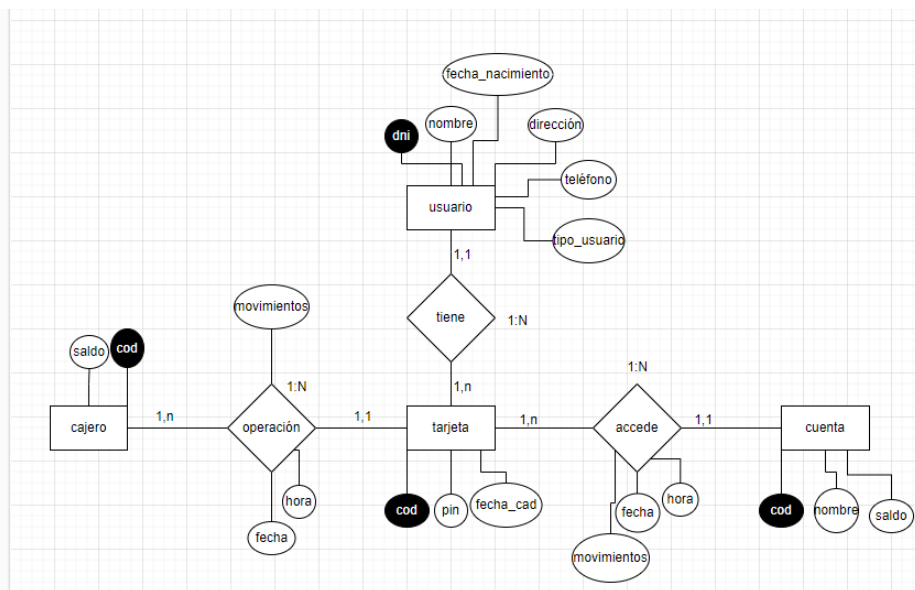 fecha_nacimiento
dni
nombre
dirección
teléfono
usuario
tipo_usuario
1,1
movimientos
tiene
1:N
saldo
cod
1:N
1:N
1,n
cajero
1,n
operación
1,1
tarjeta
1,n
accede
1,1
cuenta
hora
cod
pin
fecha_cad
hora
fecha
cod
nombre
saldo
fecha
movimientos